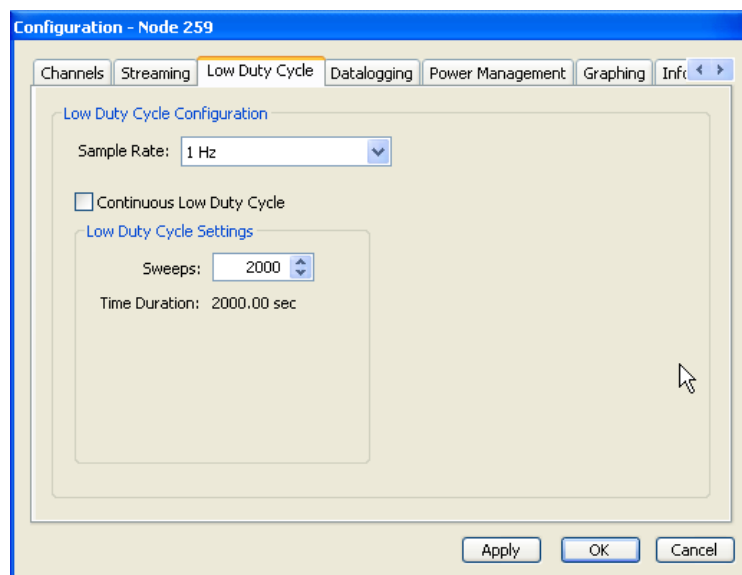 Configuration - Node 259
Channels Streaming Low Duty Cycle Datalogging Power Management Graphing
Low Duty Cycle Configuration
Sample Rate: 1 Hz
Continuous Low Duty Cycle
Low Duty Cycle Settings
Sweeps: 2000
Time Duration: 2000.00 sec
Apply OK Cancel